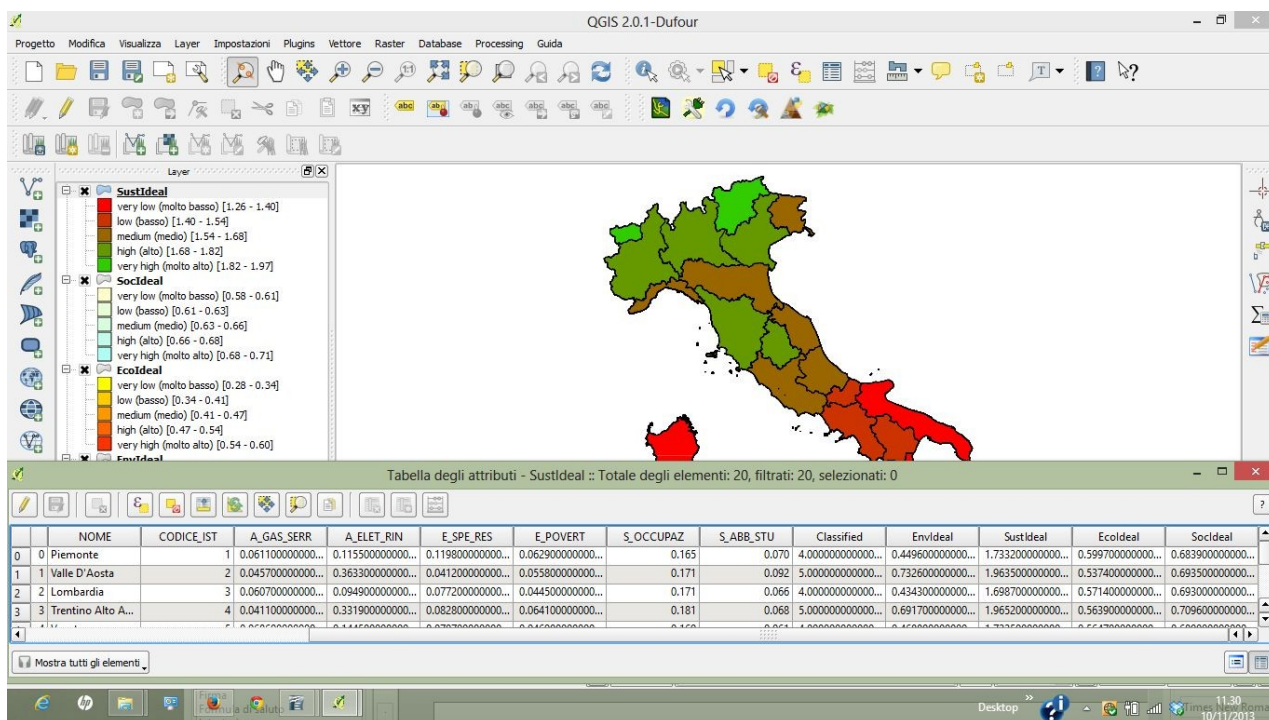 QGIS 2.0.1-Dufour
Progetto Modifica Visualizza Layer Impostazioni Plugins Vettore Raster Database Processing Guida
Layer
SustIdeal
very low (molto basso) [1.26 - 1.40]
low (basso) [1.40 - 1.54]
medium (medio) [1.54 - 1.68]
high (alto) [1.68 - 1.82]
very high (molto alto) [1.82 - 1.97]
SocIdeal
very low (molto basso) [0.58 - 0.61]
low (basso) [0.61 - 0.63]
medium (medio) [0.63 - 0.66]
high (alto) [0.66 - 0.68]
very high (molto alto) [0.68 - 0.71]
EcoIdeal
very low (molto basso) [0.28 - 0.34]
low (basso) [0.34 - 0.41]
medium (medio) [0.41 - 0.47]
high (alto) [0.47 - 0.54]
very high (molto alto) [0.54 - 0.60]
EnvIdeal
Tabella degli attributi - SustIdeal :: Totale degli elementi: 20, filtrati: 20, selezionati: 0
NOME CODICE_IST A_GAS_SERR A_ELET_RIN E_SPE_RES E_POVERT S_OCCUPAZ S_ABB_STU Classified EnvIdeal SustIdeal EcoIdeal SocIdeal
0 0 Piemonte 1 0.061100000000... 0.115500000000... 0.119800000000... 0.062900000000... 0.165 0.070 4.000000000000... 0.449600000000... 1.733200000000... 0.599700000000... 0.683900000000...
1 1 Valle D'Aosta 2 0.045700000000... 0.363300000000... 0.041200000000... 0.055800000000... 0.171 0.092 5.000000000000... 0.732600000000... 1.963500000000... 0.537400000000... 0.693500000000...
2 2 Lombardia 3 0.060700000000... 0.094900000000... 0.077200000000... 0.044500000000... 0.171 0.066 4.000000000000... 0.434300000000... 1.698700000000... 0.571400000000... 0.693000000000...
3 3 Trentino Alto A... 4 0.041100000000... 0.331900000000... 0.082800000000... 0.064100000000... 0.181 0.068 5.000000000000... 0.691700000000... 1.965200000000... 0.563900000000... 0.709600000000...
Mostra tutti gli elementi
Firma
Formula di saluto
Desktop
Times New Roma
11.30
10/11/2013